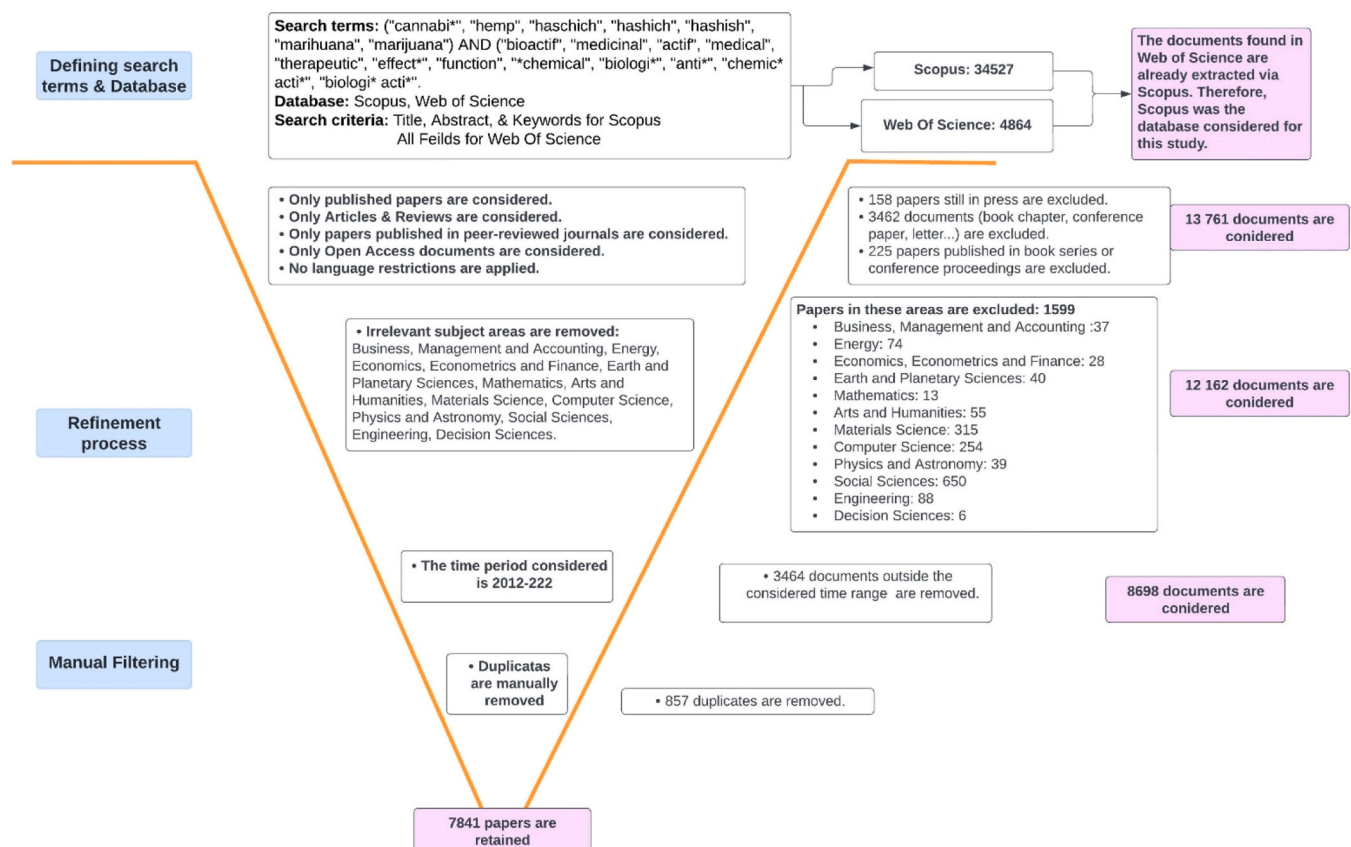 Defining search
terms & Database
Search terms: ("cannabi*", "hemp", "haschich", "hashich", "hashish",
"marihuana", "marijuana") AND ("bioactif", "medicinal", "actif", "medical",
"therapeutic", "effect*", "function", "*chemical", "biologi*", "anti*", "chemic*
acti*", "biologi* acti*".
Database: Scopus, Web of Science
Search criteria: Title, Abstract, & Keywords for Scopus
All Feilds for Web Of Science
Scopus: 34527
Web Of Science: 4864
The documents found in
Web of Science are
already extracted via
Scopus. Therefore,
Scopus was the
database considered for
this study.
• Only published papers are considered.
• Only Articles & Reviews are considered.
• Only papers published in peer-reviewed journals are considered.
• Only Open Access documents are considered.
• No language restrictions are applied.
• 158 papers still in press are excluded.
• 3462 documents (book chapter, conference
paper, letter...) are excluded.
• 225 papers published in book series or
conference proceedings are excluded.
13 761 documents are
conidered
Refinement
process
• Irrelevant subject areas are removed:
Business, Management and Accounting, Energy,
Economics, Econometrics and Finance, Earth and
Planetary Sciences, Mathematics, Arts and
Humanities, Materials Science, Computer Science,
Physics and Astronomy, Social Sciences,
Engineering, Decision Sciences.
Papers in these areas are excluded: 1599
• Business, Management and Accounting :37
• Energy: 74
• Economics, Econometrics and Finance: 28
• Earth and Planetary Sciences: 40
• Mathematics: 13
• Arts and Humanities: 55
• Materials Science: 315
• Computer Science: 254
• Physics and Astronomy: 39
• Social Sciences: 650
• Engineering: 88
• Decision Sciences: 6
12 162 documents are
conidered
• The time period considered
is 2012-222
• 3464 documents outside the
considered time range are removed.
8698 documents are
conidered
Manual Filtering
• Duplicatas
are manually
removed
• 857 duplicates are removed.
7841 papers are
retained